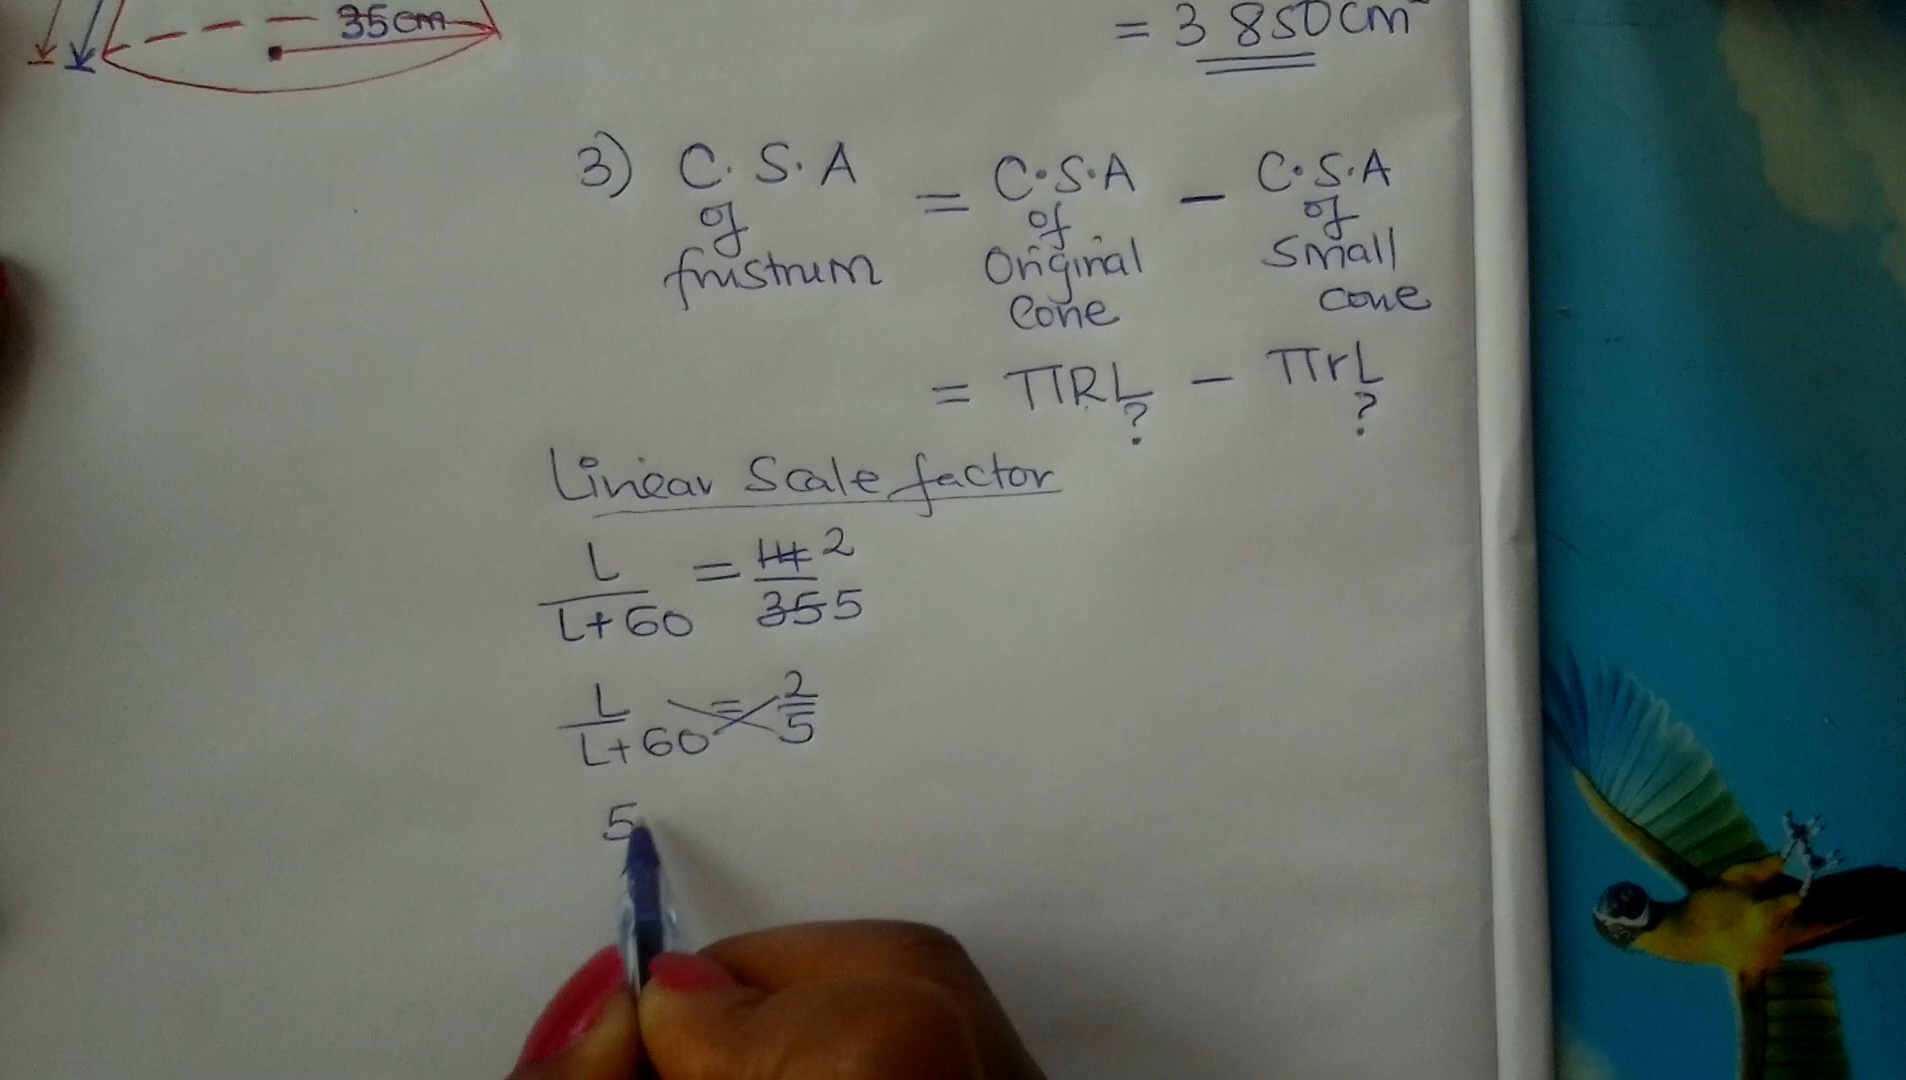 35cm
= 3 850cm²
3) C.S.A = C.S.A - C.S.A
of of of
frustrum Original Small
Cone cone
= πRL - πrL
? ?
Linear Scale factor
L/L+60 = 14/35 2/5
L/L+60 = 2/5
5